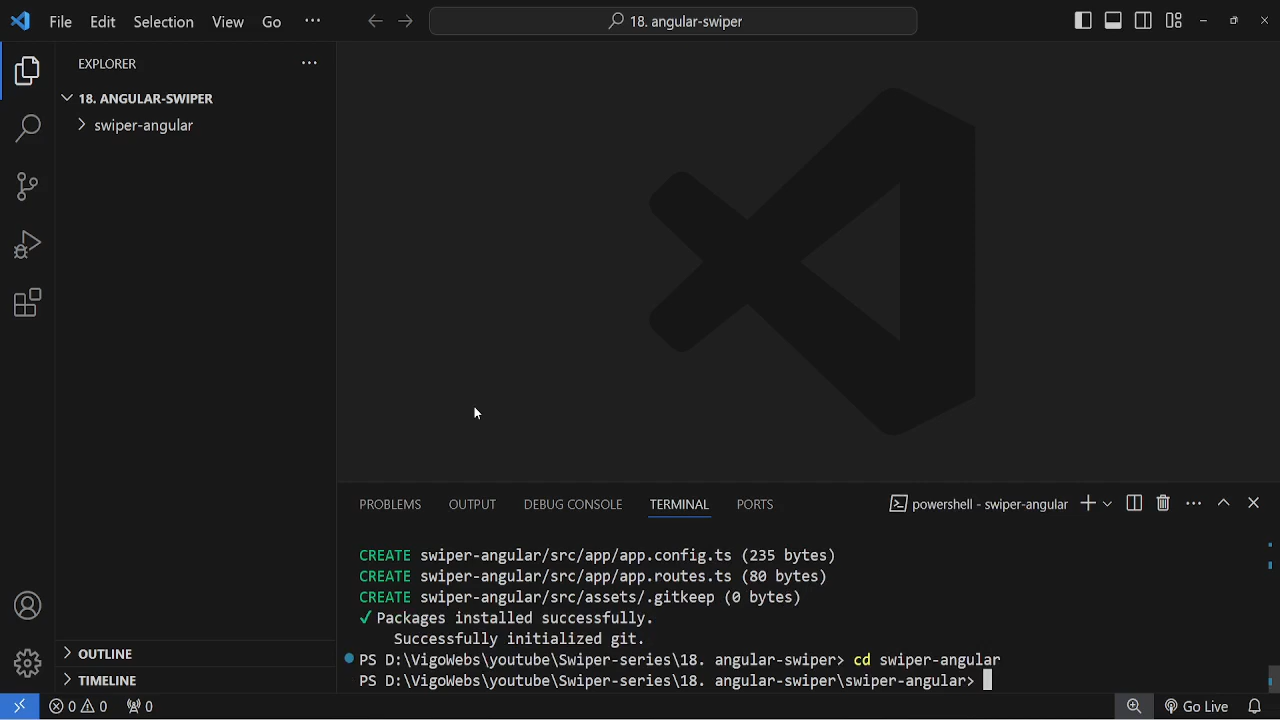 File Edit Selection View Go ···
18. angular-swiper
EXPLORER
18. ANGULAR-SWIPER
swiper-angular
PROBLEMS OUTPUT DEBUG CONSOLE TERMINAL PORTS
powershell - swiper-angular
CREATE swiper-angular/src/app/app.config.ts (235 bytes)
CREATE swiper-angular/src/app/app.routes.ts (80 bytes)
CREATE swiper-angular/src/assets/.gitkeep (0 bytes)
✓ Packages installed successfully.
Successfully initialized git.
PS D:\VigoWebs\youtube\Swiper-series\18. angular-swiper> cd swiper-angular
PS D:\VigoWebs\youtube\Swiper-series\18. angular-swiper\swiper-angular>
OUTLINE
TIMELINE
0 0 0
Go Live